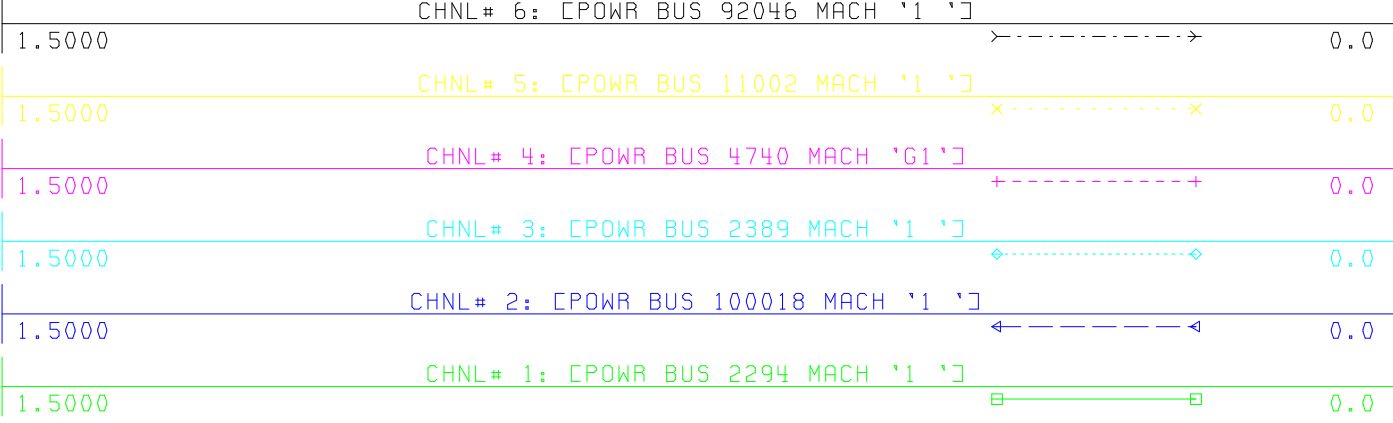 CHNL# 6: [POWR BUS 92046 MACH '1 ']
1.5000 0.0
CHNL# 5: [POWR BUS 11002 MACH '1 ']
1.5000 0.0
CHNL# 4: [POWR BUS 4740 MACH 'G1']
1.5000 0.0
CHNL# 3: [POWR BUS 2389 MACH '1 ']
1.5000 0.0
CHNL# 2: [POWR BUS 100018 MACH '1 ']
1.5000 0.0
CHNL# 1: [POWR BUS 2294 MACH '1 ']
1.5000 0.0